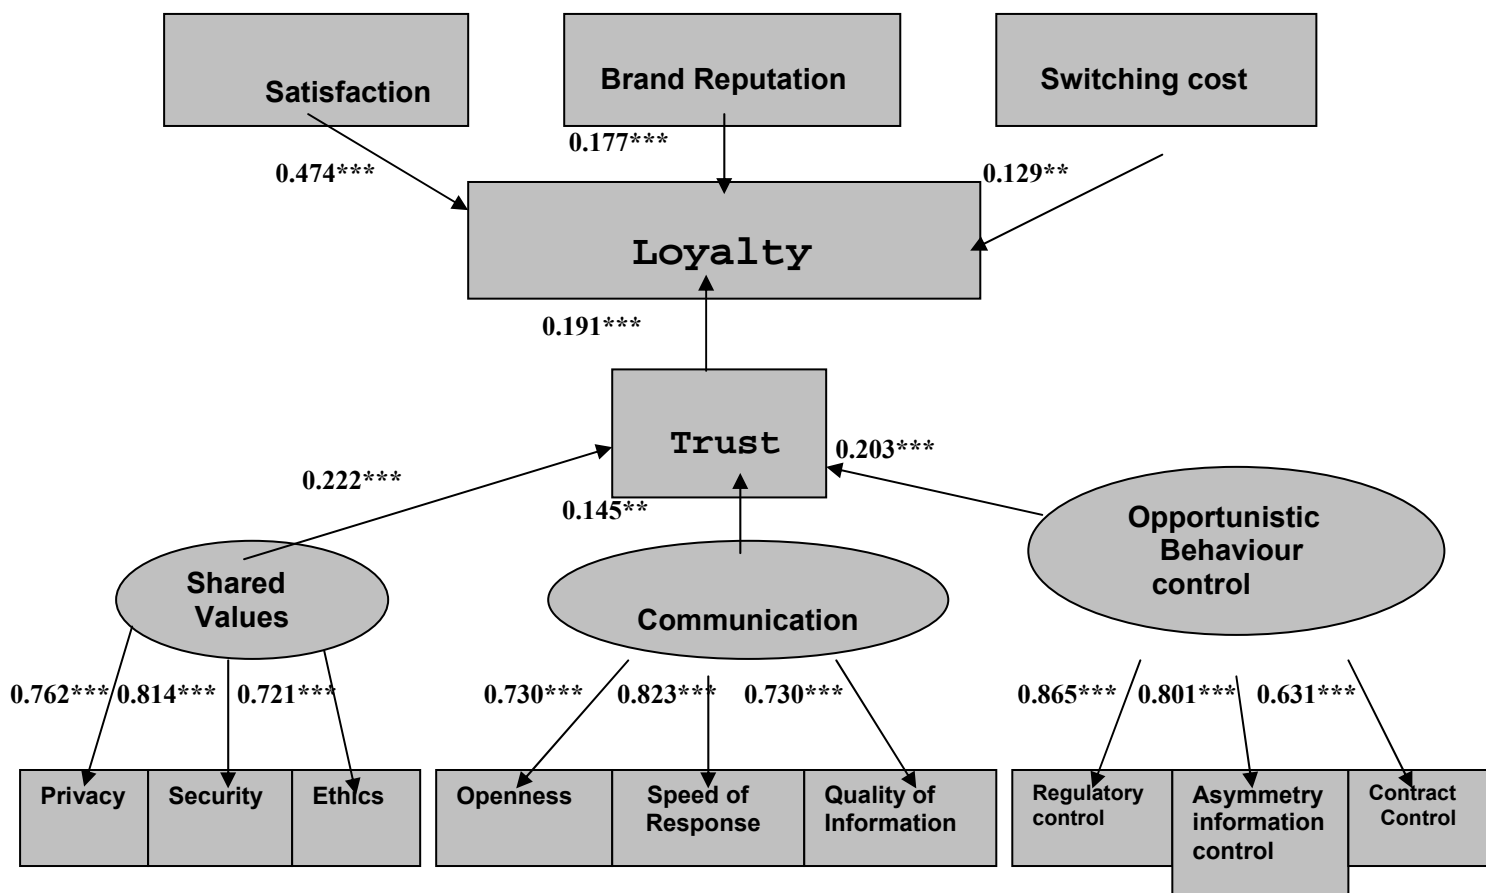 Satisfaction
Brand Reputation
Switching cost
0.474***
0.177***
0.129**
Loyalty
0.191***
Trust
0.222***
0.145**
0.203***
Shared
Values
Communication
Opportunistic
Behaviour
control
0.762***
0.814***
0.721***
0.730***
0.823***
0.730***
0.865***
0.801***
0.631***
Privacy
Security
Ethics
Openness
Speed of
Response
Quality of
Information
Regulatory
control
Asymmetry
information
control
Contract
Control